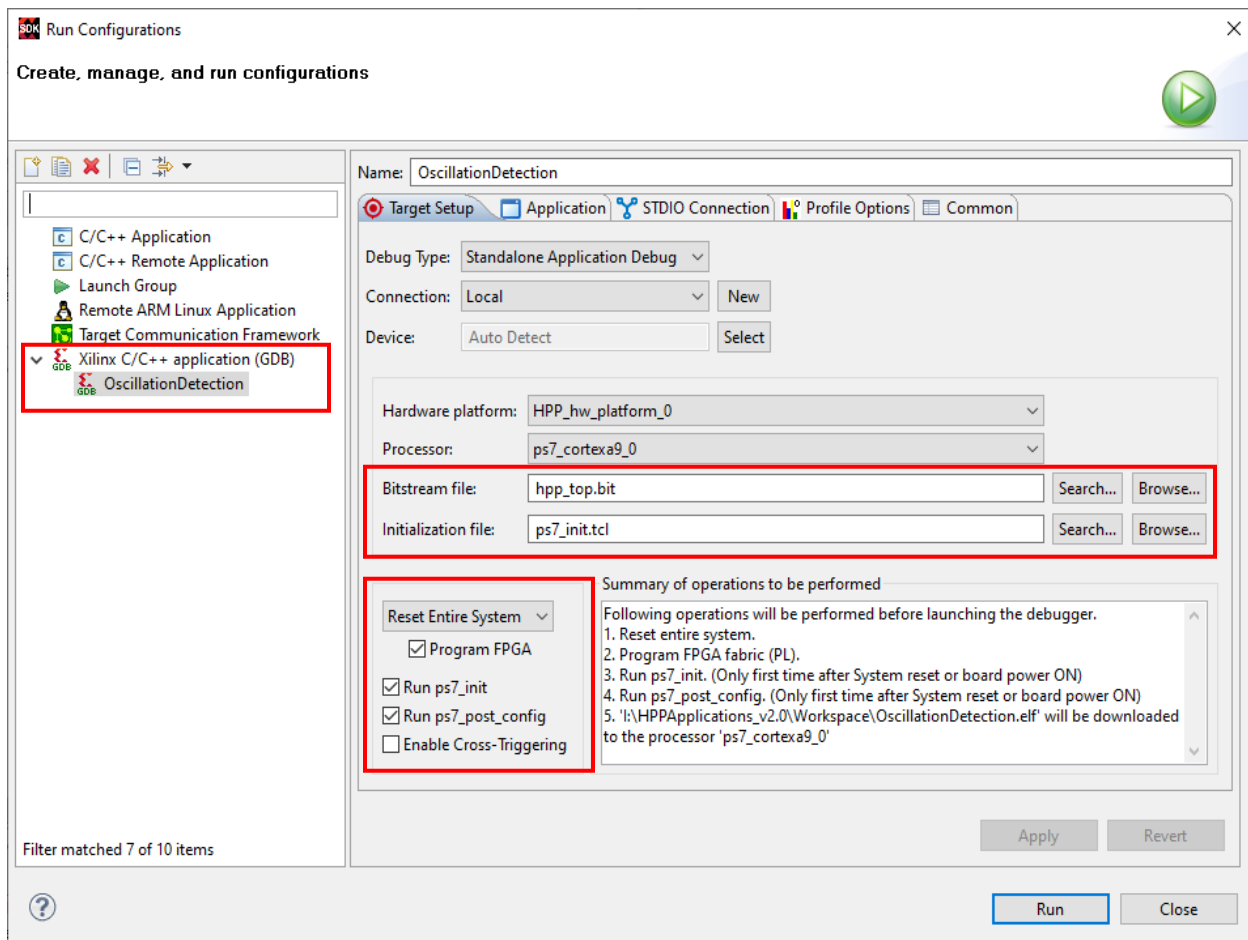 SDK Run Configurations
Create, manage, and run configurations
Name: OscillationDetection
Target Setup Application STDIO Connection Profile Options Common
C/C++ Application
C/C++ Remote Application
Launch Group
Remote ARM Linux Application
Target Communication Framework
GDB Xilinx C/C++ application (GDB)
GDB OscillationDetection
Filter matched 7 of 10 items
Debug Type: Standalone Application Debug
Connection: Local New
Device: Auto Detect Select
Hardware platform: HPP_hw_platform_0
Processor: ps7_cortexa9_0
Bitstream file: hpp_top.bit Search... Browse...
Initialization file: ps7_init.tcl Search... Browse...
Reset Entire System
Program FPGA
Run ps7_init
Run ps7_post_config
Enable Cross-Triggering
Summary of operations to be performed
Following operations will be performed before launching the debugger.
1. Reset entire system.
2. Program FPGA fabric (PL).
3. Run ps7_init. (Only first time after System reset or board power ON)
4. Run ps7_post_config. (Only first time after System reset or board power ON)
5. 'I:\HPPApplications_v2.0\Workspace\OscillationDetection.elf' will be downloaded
to the processor 'ps7_cortexa9_0'
Apply Revert
? Run Close